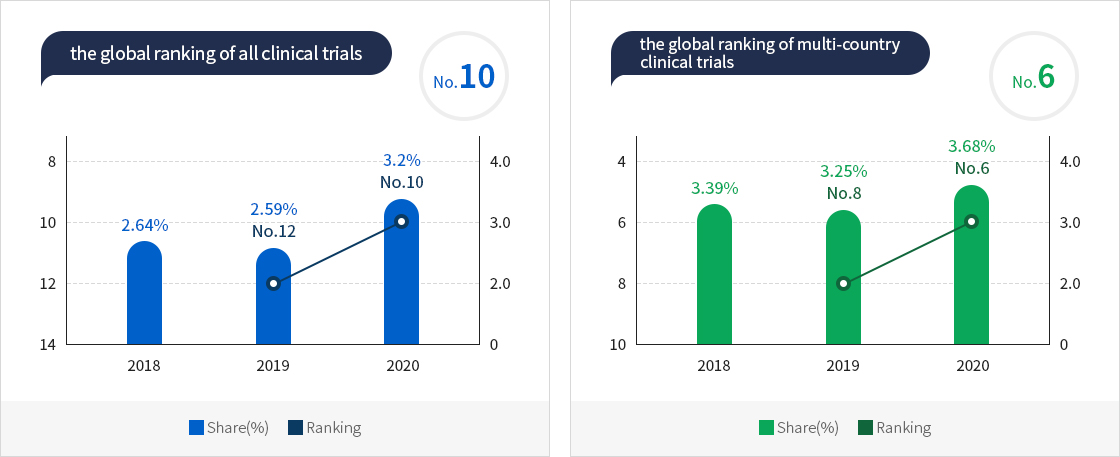 the global ranking of all clinical trials
No.10
8
10
12
14
4.0
3.0
2.0
0
2.64%
2.59%
No.12
3.2%
No.10
2018
2019
2020
Share(%)
Ranking
the global ranking of multi-country
clinical trials
No.6
4
6
8
10
4.0
3.0
2.0
0
3.39%
3.25%
No.8
3.68%
No.6
2018
2019
2020
Share(%)
Ranking